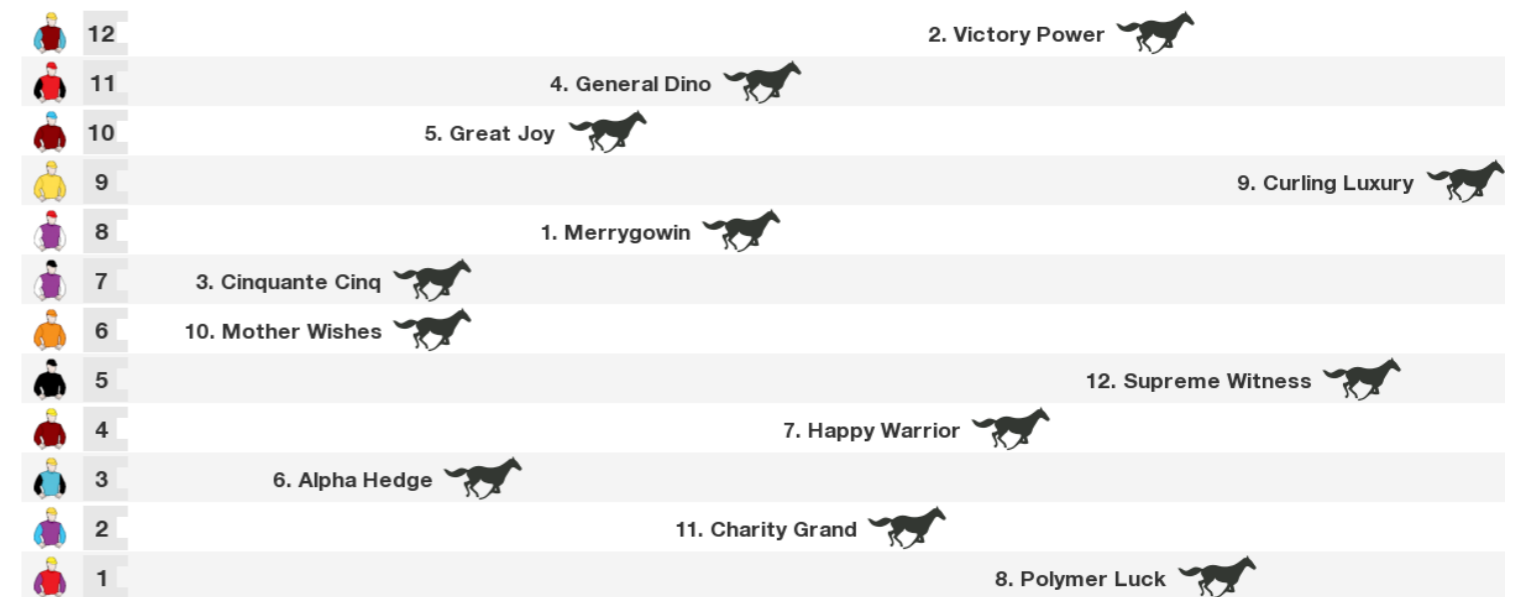 12 2. Victory Power
11 4. General Dino
10 5. Great Joy
9 9. Curling Luxury
8 1. Merrygowin
7 3. Cinquante Cinq
6 10. Mother Wishes
5 12. Supreme Witness
4 7. Happy Warrior
3 6. Alpha Hedge
2 11. Charity Grand
1 8. Polymer Luck